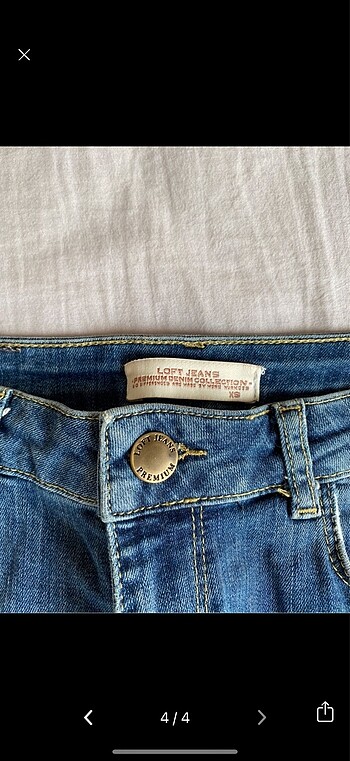 LOFT JEANS
·PREMIUM DENIM COLLECTION·
XS
LOFT JEANS
PREMIUM
4/4